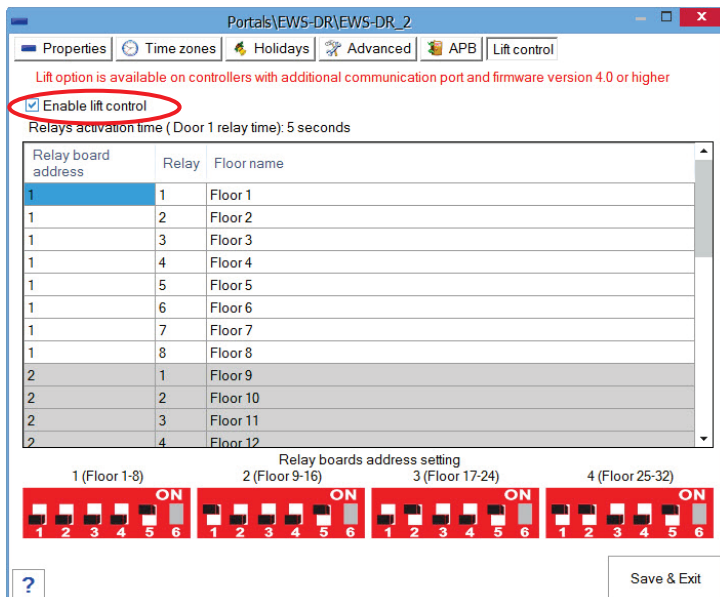 Portals\EWS-DR\EWS-DR_2
Properties Time zones Holidays Advanced APB Lift control
Lift option is available on controllers with additional communication port and firmware version 4.0 or higher
Enable lift control
Relays activation time ( Door 1 relay time): 5 seconds
Relay board address Relay Floor name
1 1 Floor 1
1 2 Floor 2
1 3 Floor 3
1 4 Floor 4
1 5 Floor 5
1 6 Floor 6
1 7 Floor 7
1 8 Floor 8
2 1 Floor 9
2 2 Floor 10
2 3 Floor 11
2 4 Floor 12
Relay boards address setting
1 (Floor 1-8) 2 (Floor 9-16) 3 (Floor 17-24) 4 (Floor 25-32)
ON ON ON ON
1 2 3 4 5 6 1 2 3 4 5 6 1 2 3 4 5 6 1 2 3 4 5 6
? Save & Exit